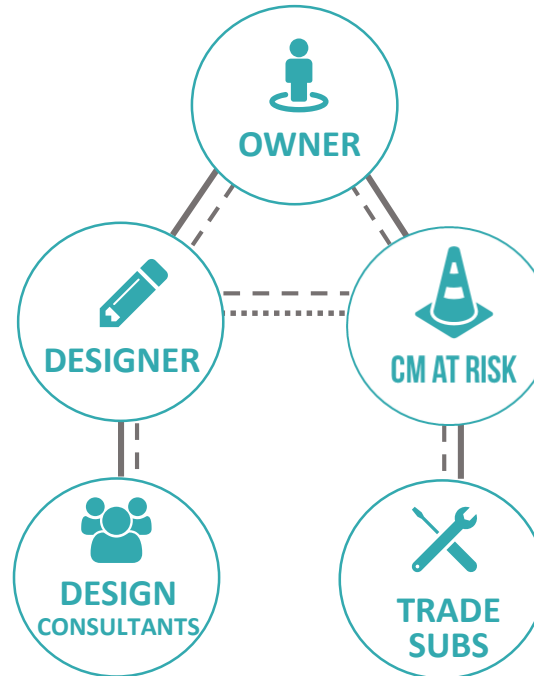 OWNER
DESIGNER
CM AT RISK
DESIGN
CONSULTANTS
TRADE
SUBS